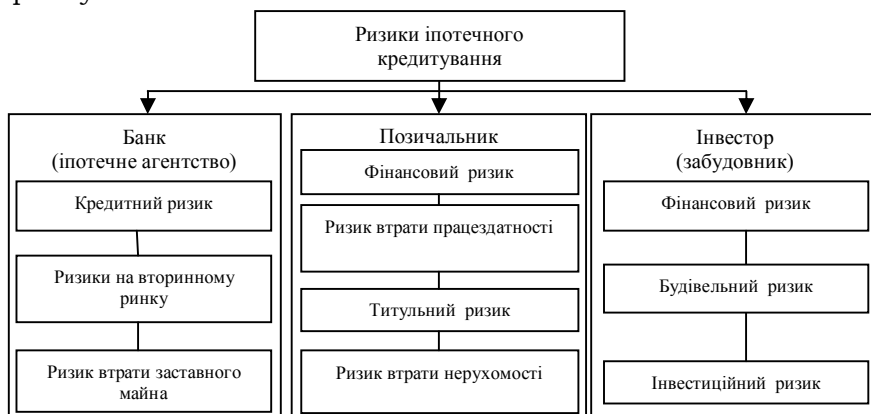 Ризики іпотечного
кредитування
Банк
(іпотечне агентство)
Кредитний ризик
Ризики на вторинному
ринку
Ризик втрати заставного
майна
Позичальник
Фінансовий ризик
Ризик втрати працездатності
Титульний ризик
Ризик втрати нерухомості
Інвестор
(забудовник)
Фінансовий ризик
Будівельний ризик
Інвестиційний ризик